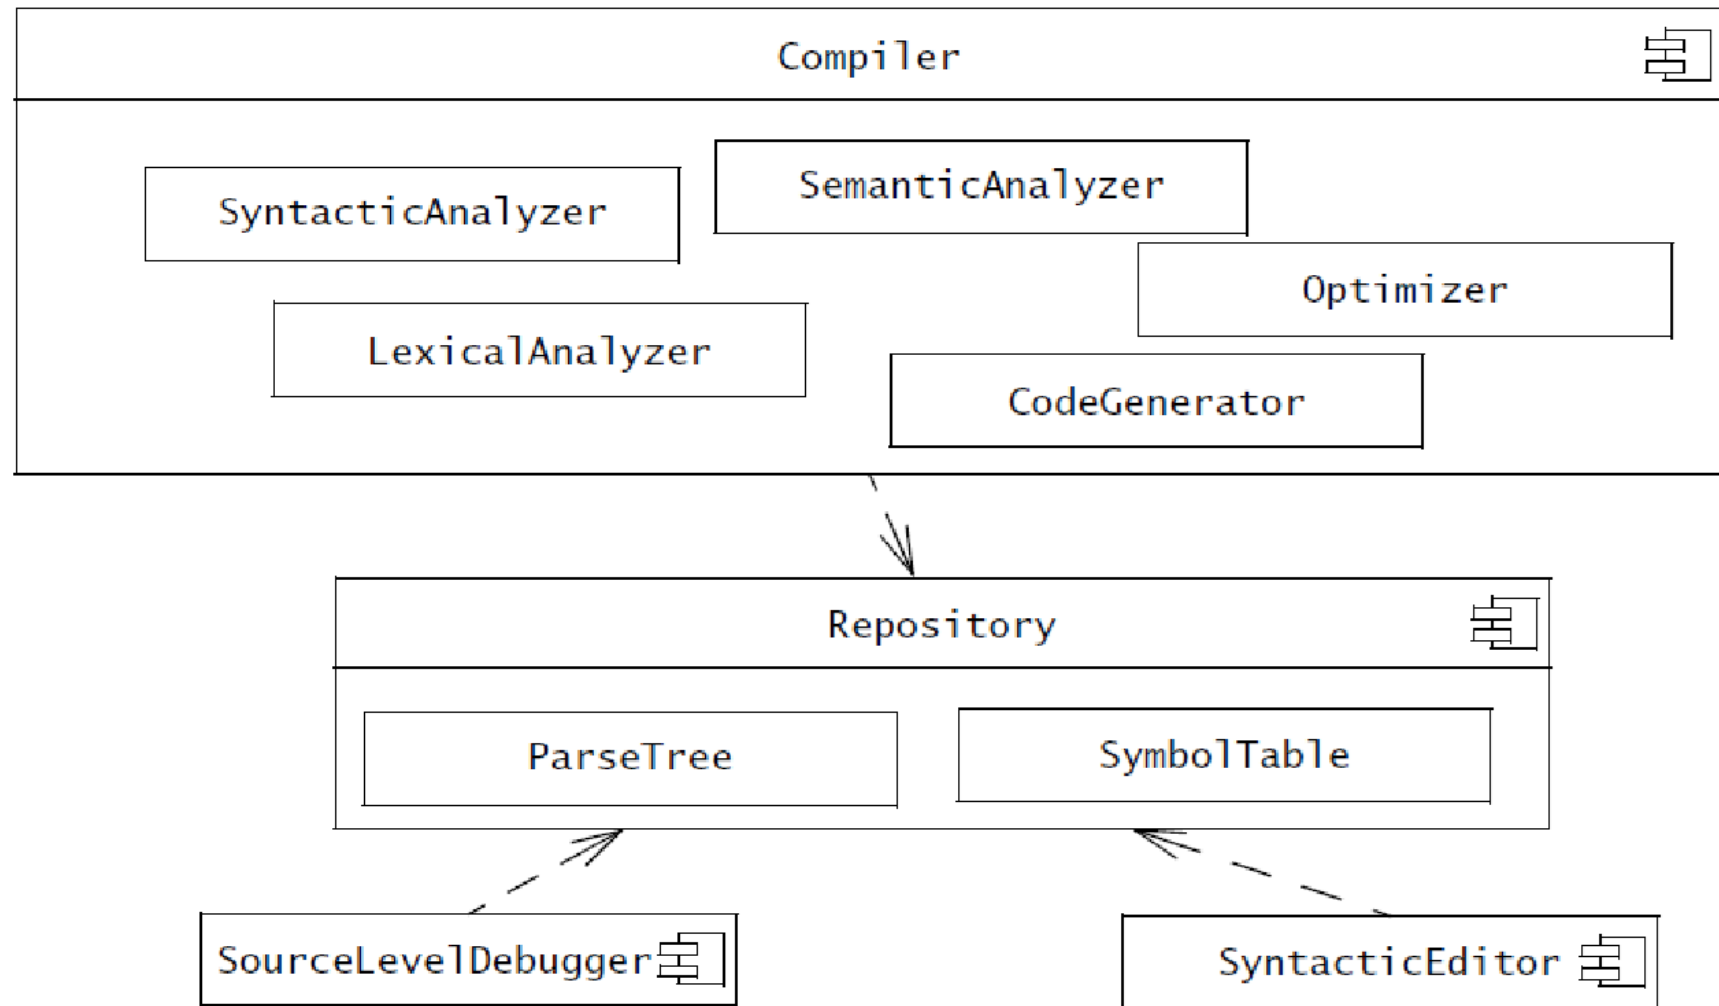 Compiler
SemanticAnalyzer
SyntacticAnalyzer
Optimizer
LexicalAnalyzer
CodeGenerator
Repository
ParseTree
SymbolTable
SourceLevelDebugger
SyntacticEditor